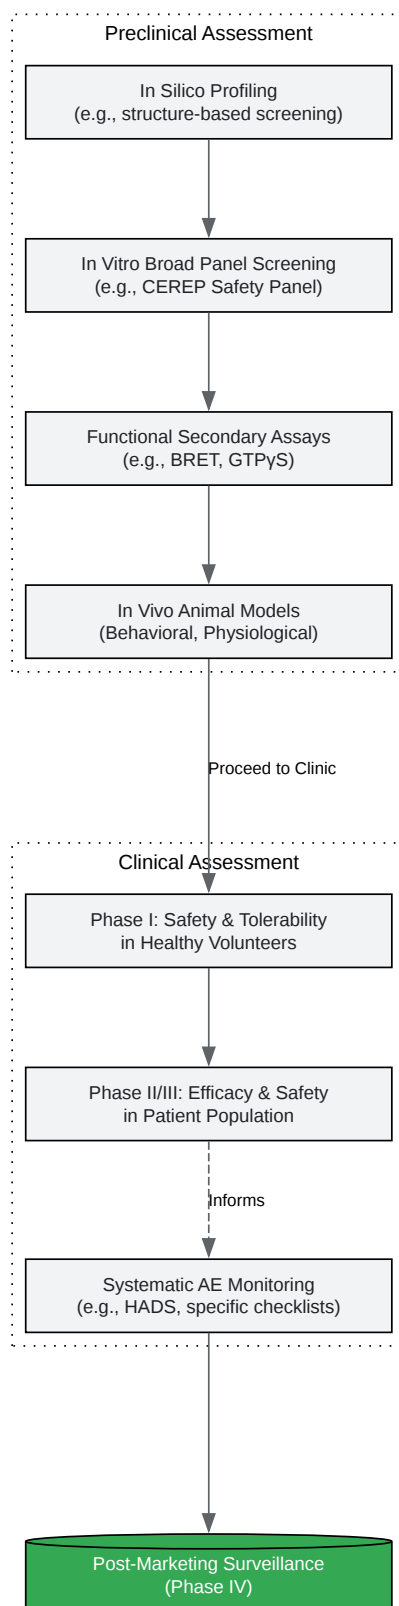 Preclinical Assessment
In Silico Profiling
(e.g., structure-based screening)
In Vitro Broad Panel Screening
(e.g., CEREP Safety Panel)
Functional Secondary Assays
(e.g., BRET, GTPγS)
In Vivo Animal Models
(Behavioral, Physiological)
Proceed to Clinic
Clinical Assessment
Phase I: Safety & Tolerability
in Healthy Volunteers
Phase II/III: Efficacy & Safety
in Patient Population
Informs
Systematic AE Monitoring
(e.g., HADS, specific checklists)
Post-Marketing Surveillance
(Phase IV)